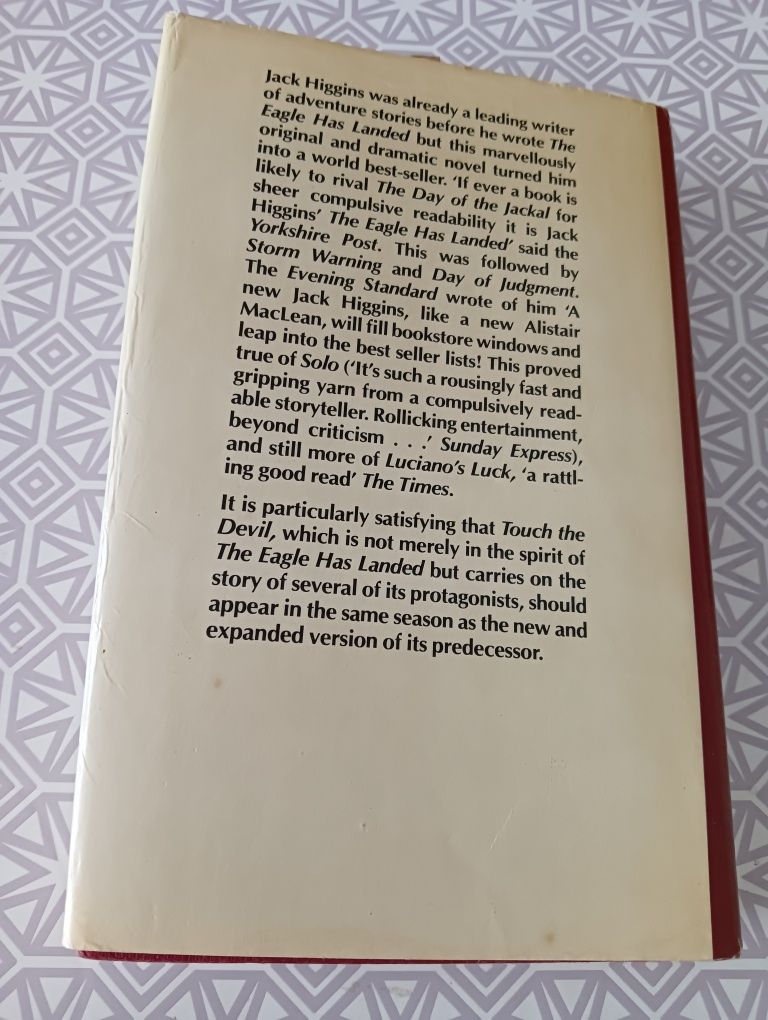 Jack Higgins was already a leading writer
of adventure stories before he wrote The
Eagle Has Landed but this marvellously
original and dramatic novel turned him
into a world best-seller. ‘If ever a book is
likely to rival The Day of the Jackal for
sheer compulsive readability it is Jack
Higgins’ The Eagle Has Landed’ said the
Yorkshire Post. This was followed by
Storm Warning and Day of Judgment.
The Evening Standard wrote of him ‘A
new Jack Higgins, like a new Alistair
MacLean, will fill bookstore windows and
leap into the best seller lists! This proved
true of Solo (‘It’s such a rousingly fast and
gripping yarn from a compulsively read-
able storyteller. Rollicking entertainment,
beyond criticism . . .’ Sunday Express),
and still more of Luciano’s Luck, ‘a rattl-
ing good read’ The Times.
It is particularly satisfying that Touch the
Devil, which is not merely in the spirit of
The Eagle Has Landed but carries on the
story of several of its protagonists, should
appear in the same season as the new and
expanded version of its predecessor.